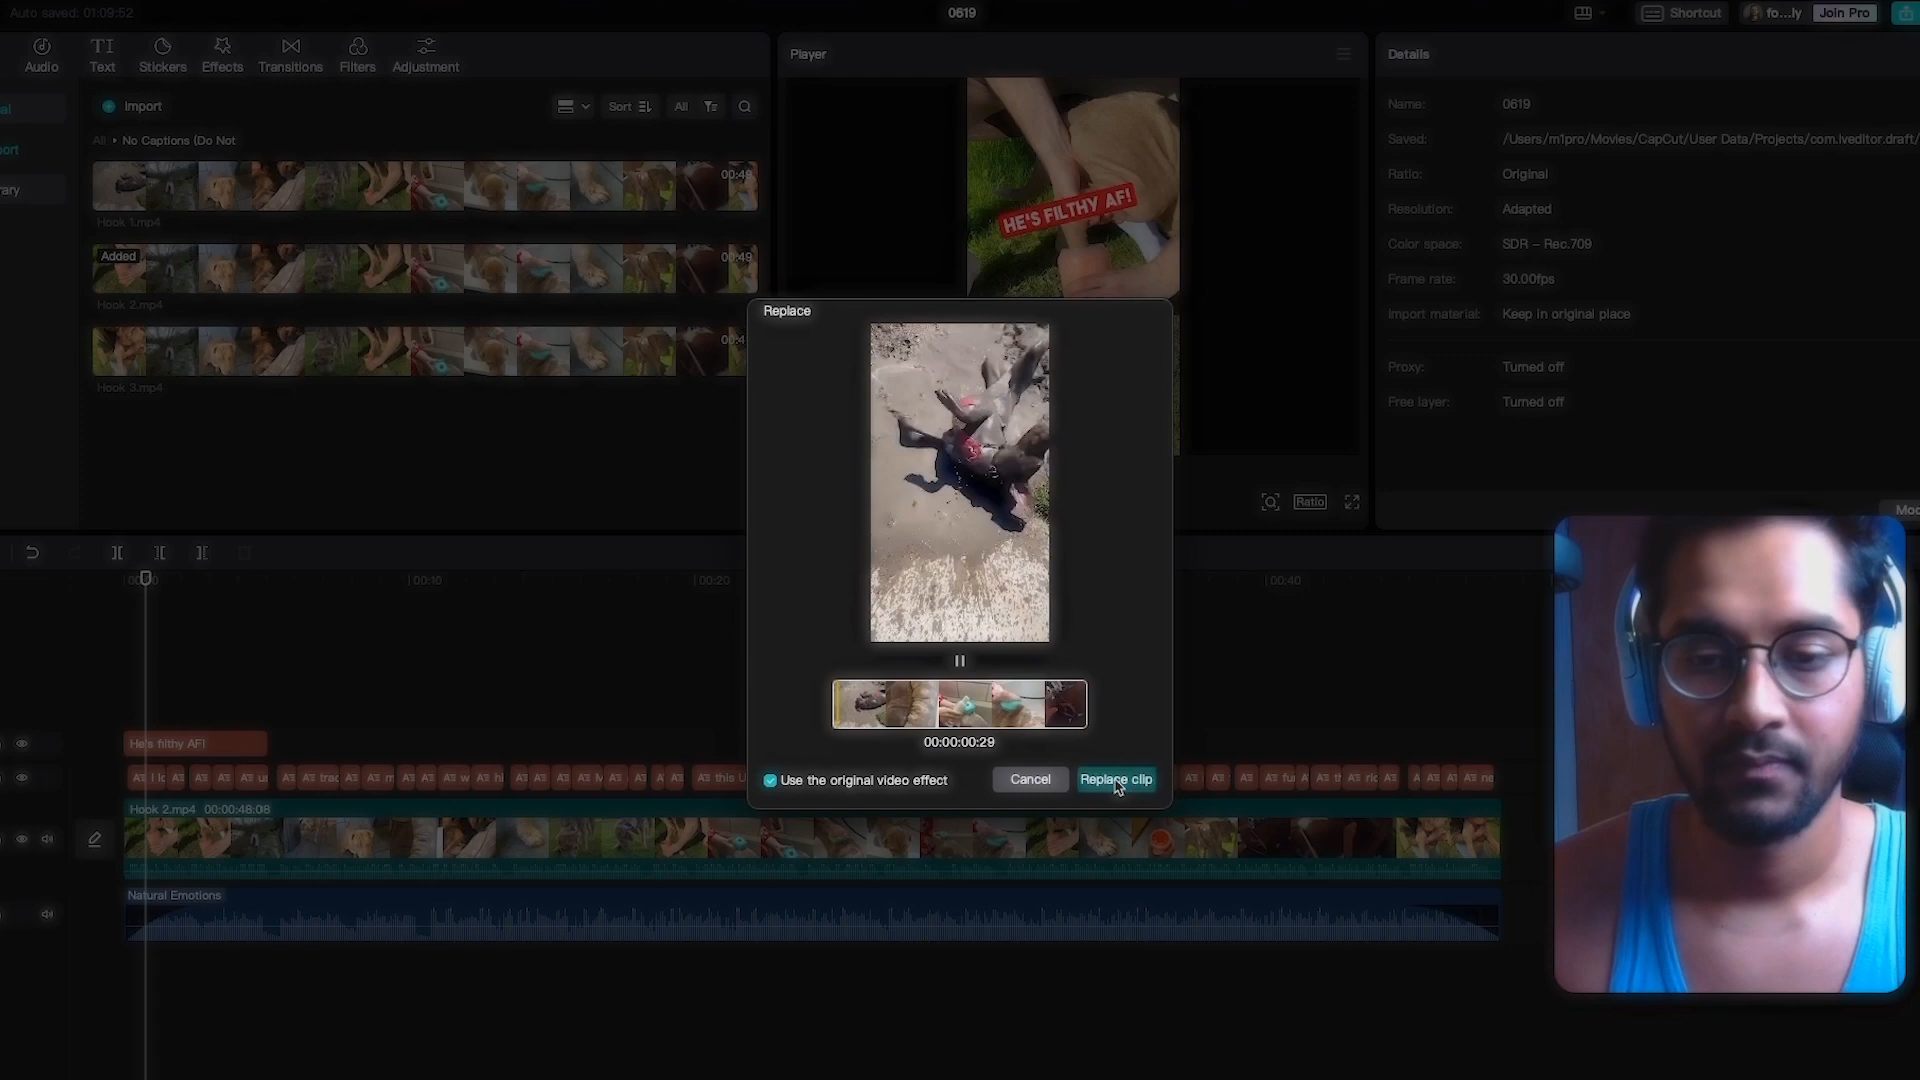 Auto saved: 01:09:52
0619
Shortcut
fo...ly
Join Pro
Audio
Text
Stickers
Effects
Transitions
Filters
Adjustment
Import
Sort
All
All
No Captions (Do Not
00:49
Hook 1.mp4
Added
00:49
Hook 2.mp4
00:4
Hook 3.mp4
Player
HE'S FILTHY AF!
Ratio
Details
Name:
0619
Saved:
/Users/m1pro/Movies/CapCut/User Data/Projects/com.lveditor.draft/
Ratio:
Original
Resolution:
Adapted
Color space:
SDR - Rec.709
Frame rate:
30.00fps
Import material:
Keep in original place
Proxy:
Turned off
Free layer:
Turned off
Replace
00:00:00:29
Use the original video effect
Cancel
Replace clip
00:10
00:20
00:40
He's filthy AF!
this U
Hook 2.mp4 00:00:48:08
Natural Emotions